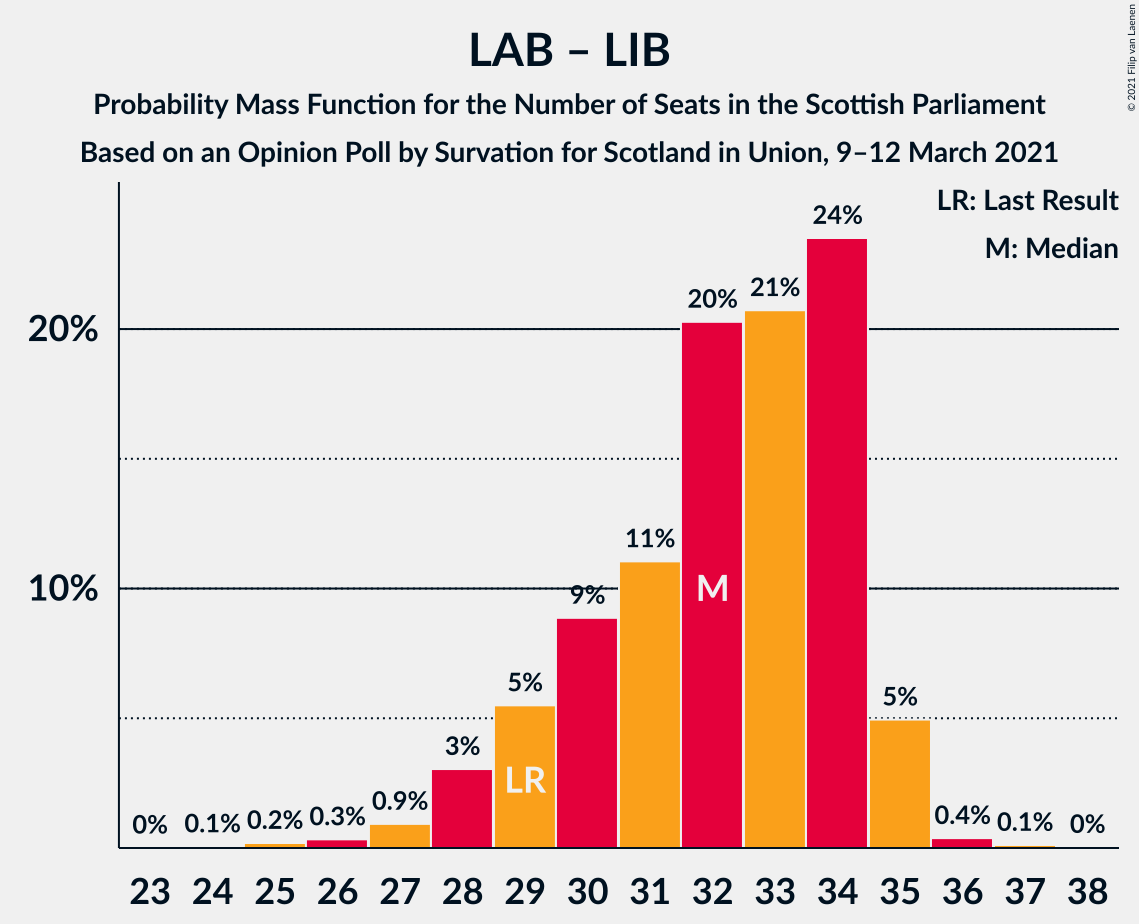 LAB – LIB
Probability Mass Function for the Number of Seats in the Scottish Parliament
Based on an Opinion Poll by Survation for Scotland in Union, 9–12 March 2021
© 2021 Filip van Laenen
LR: Last Result
M: Median
20%
10%
0%
0.1%
0.2%
0.3%
0.9%
3%
5%
9%
11%
20%
21%
24%
5%
0.4%
0.1%
0%
LR
M
23 24 25 26 27 28 29 30 31 32 33 34 35 36 37 38